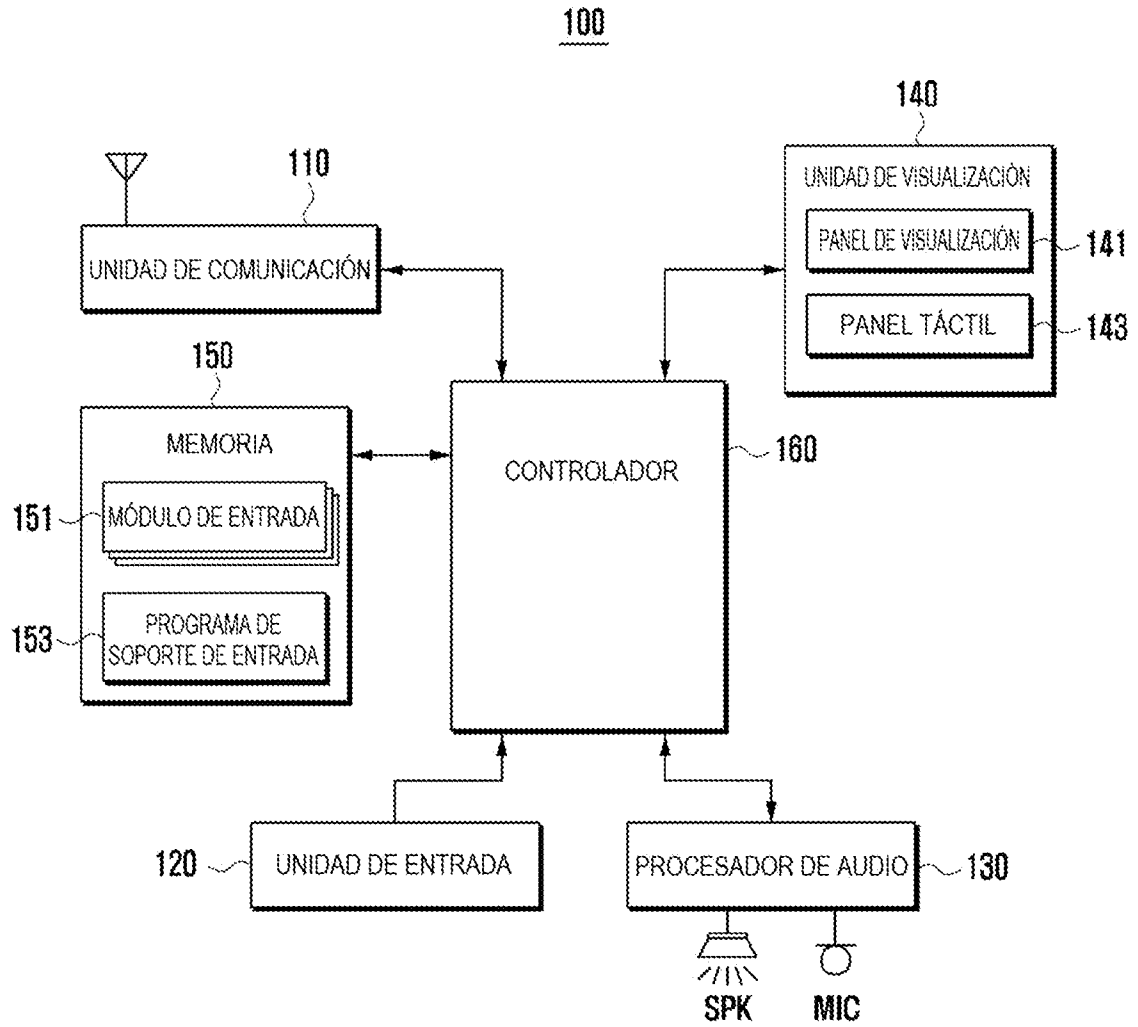 100
140
UNIDAD DE VISUALIZACIÓN
PANEL DE VISUALIZACIÓN
141
PANEL TÁCTIL
143
110
UNIDAD DE COMUNICACIÓN
150
MEMORIA
151
MÓDULO DE ENTRADA
153
PROGRAMA DE
SOPORTE DE ENTRADA
CONTROLADOR
160
120
UNIDAD DE ENTRADA
PROCESADOR DE AUDIO
130
SPK
MIC